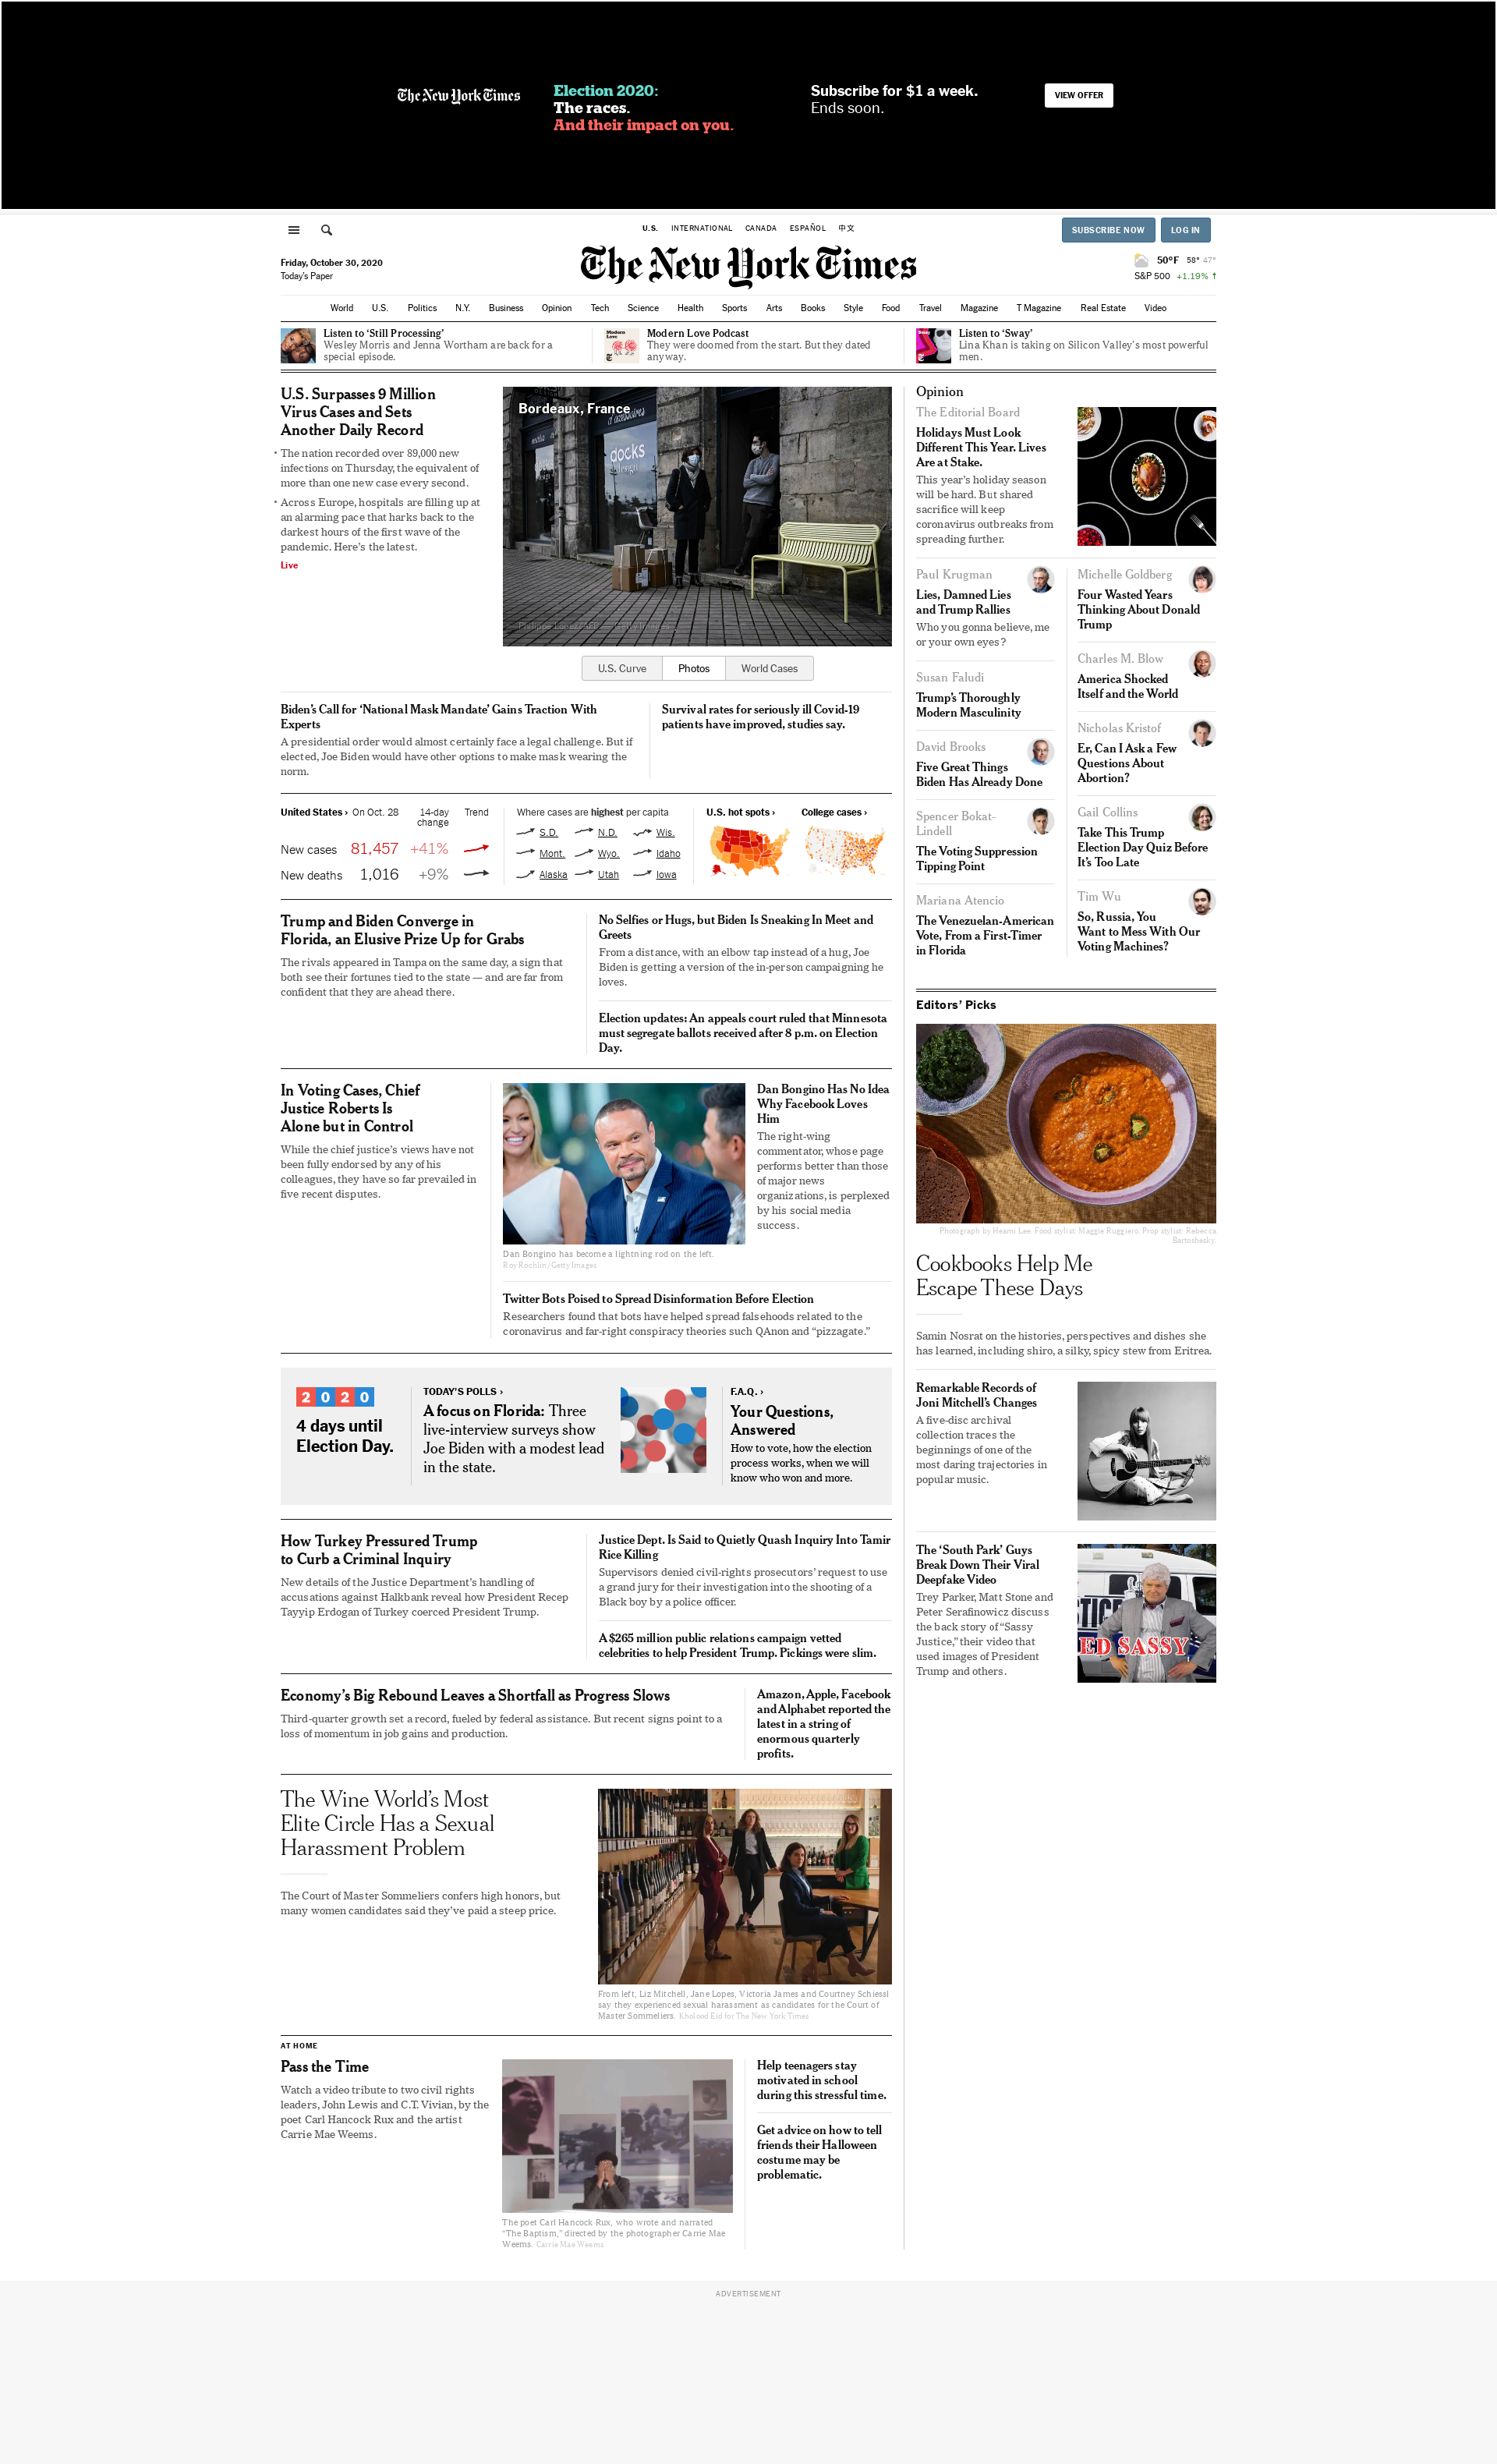 The New York Times
Election 2020:
The races.
And their impact on you.
Subscribe for $1 a week.
Ends soon.
VIEW OFFER
U.S. INTERNATIONAL CANADA ESPAÑOL 中文
SUBSCRIBE NOW LOG IN
Friday, October 30, 2020
Today's Paper
The New York Times
50°F 58° 47°
S&P 500 +1.19% ↑
World U.S. Politics N.Y. Business Opinion Tech Science Health Sports Arts Books Style Food Travel Magazine T Magazine Real Estate Video
Listen to ‘Still Processing’
Wesley Morris and Jenna Wortham are back for a
special episode.
Modern
Love
Modern Love Podcast
They were doomed from the start. But they dated
anyway.
Listen to ‘Sway’
Lina Khan is taking on Silicon Valley’s most powerful
men.
U.S. Surpasses 9 Million
Virus Cases and Sets
Another Daily Record
• The nation recorded over 89,000 new
infections on Thursday, the equivalent of
more than one new case every second.
• Across Europe, hospitals are filling up at
an alarming pace that harks back to the
darkest hours of the first wave of the
pandemic. Here’s the latest.
Live
Bordeaux, France
docks
U.S. Curve
Photos
World Cases
Biden’s Call for ‘National Mask Mandate’ Gains Traction With
Experts
A presidential order would almost certainly face a legal challenge. But if
elected, Joe Biden would have other options to make mask wearing the
norm.
Survival rates for seriously ill Covid-19
patients have improved, studies say.
United States › On Oct. 28 14-day
change Trend
New cases 81,457 +41%
New deaths 1,016 +9%
Where cases are highest per capita
S.D. N.D. Wis.
Mont. Wyo. Idaho
Alaska Utah Iowa
U.S. hot spots ›
College cases ›
Trump and Biden Converge in
Florida, an Elusive Prize Up for Grabs
The rivals appeared in Tampa on the same day, a sign that
both see their fortunes tied to the state — and are far from
confident that they are ahead there.
No Selfies or Hugs, but Biden Is Sneaking In Meet and
Greets
From a distance, with an elbow tap instead of a hug, Joe
Biden is getting a version of the in-person campaigning he
loves.
Election updates: An appeals court ruled that Minnesota
must segregate ballots received after 8 p.m. on Election
Day.
In Voting Cases, Chief
Justice Roberts Is
Alone but in Control
While the chief justice’s views have not
been fully endorsed by any of his
colleagues, they have so far prevailed in
five recent disputes.
Dan Bongino has become a lightning rod on the left.
Roy Rochlin/Getty Images
Dan Bongino Has No Idea
Why Facebook Loves
Him
The right-wing
commentator, whose page
performs better than those
of major news
organizations, is perplexed
by his social media
success.
Twitter Bots Poised to Spread Disinformation Before Election
Researchers found that bots have helped spread falsehoods related to the
coronavirus and far-right conspiracy theories such QAnon and “pizzagate.”
2020
4 days until
Election Day.
TODAY’S POLLS ›
A focus on Florida: Three
live-interview surveys show
Joe Biden with a modest lead
in the state.
F.A.Q. ›
Your Questions,
Answered
How to vote, how the election
process works, when we will
know who won and more.
How Turkey Pressured Trump
to Curb a Criminal Inquiry
New details of the Justice Department’s handling of
accusations against Halkbank reveal how President Recep
Tayyip Erdogan of Turkey coerced President Trump.
Justice Dept. Is Said to Quietly Quash Inquiry Into Tamir
Rice Killing
Supervisors denied civil-rights prosecutors’ request to use
a grand jury for their investigation into the shooting of a
Black boy by a police officer.
A $265 million public relations campaign vetted
celebrities to help President Trump. Pickings were slim.
Economy’s Big Rebound Leaves a Shortfall as Progress Slows
Third-quarter growth set a record, fueled by federal assistance. But recent signs point to a
loss of momentum in job gains and production.
Amazon, Apple, Facebook
and Alphabet reported the
latest in a string of
enormous quarterly
profits.
The Wine World’s Most
Elite Circle Has a Sexual
Harassment Problem
The Court of Master Sommeliers confers high honors, but
many women candidates said they’ve paid a steep price.
From left, Liz Mitchell, Jane Lopes, Victoria James and Courtney Schiessl
say they experienced sexual harassment as candidates for the Court of
Master Sommeliers. Kholood Eid for The New York Times
AT HOME
Pass the Time
Watch a video tribute to two civil rights
leaders, John Lewis and C.T. Vivian, by the
poet Carl Hancock Rux and the artist
Carrie Mae Weems.
The poet Carl Hancock Rux, who wrote and narrated
“The Baptism,” directed by the photographer Carrie Mae
Weems. Carrie Mae Weems
Help teenagers stay
motivated in school
during this stressful time.
Get advice on how to tell
friends their Halloween
costume may be
problematic.
Opinion
The Editorial Board
Holidays Must Look
Different This Year. Lives
Are at Stake.
This year’s holiday season
will be hard. But shared
sacrifice will keep
coronavirus outbreaks from
spreading further.
Paul Krugman
Lies, Damned Lies
and Trump Rallies
Who you gonna believe, me
or your own eyes?
Susan Faludi
Trump’s Thoroughly
Modern Masculinity
David Brooks
Five Great Things
Biden Has Already Done
Spencer Bokat-
Lindell
The Voting Suppression
Tipping Point
Mariana Atencio
The Venezuelan-American
Vote, From a First-Timer
in Florida
Michelle Goldberg
Four Wasted Years
Thinking About Donald
Trump
Charles M. Blow
America Shocked
Itself and the World
Nicholas Kristof
Er, Can I Ask a Few
Questions About
Abortion?
Gail Collins
Take This Trump
Election Day Quiz Before
It’s Too Late
Tim Wu
So, Russia, You
Want to Mess With Our
Voting Machines?
Editors’ Picks
Photograph by Heami Lee. Food stylist: Maggie Ruggiero. Prop stylist: Rebecca
Bartoshesky.
Cookbooks Help Me
Escape These Days
Samin Nosrat on the histories, perspectives and dishes she
has learned, including shiro, a silky, spicy stew from Eritrea.
Remarkable Records of
Joni Mitchell’s Changes
A five-disc archival
collection traces the
beginnings of one of the
most daring trajectories in
popular music.
The ‘South Park’ Guys
Break Down Their Viral
Deepfake Video
Trey Parker, Matt Stone and
Peter Serafinowicz discuss
the back story of “Sassy
Justice,” their video that
used images of President
Trump and others.
STICE
ED SASSY
ADVERTISEMENT